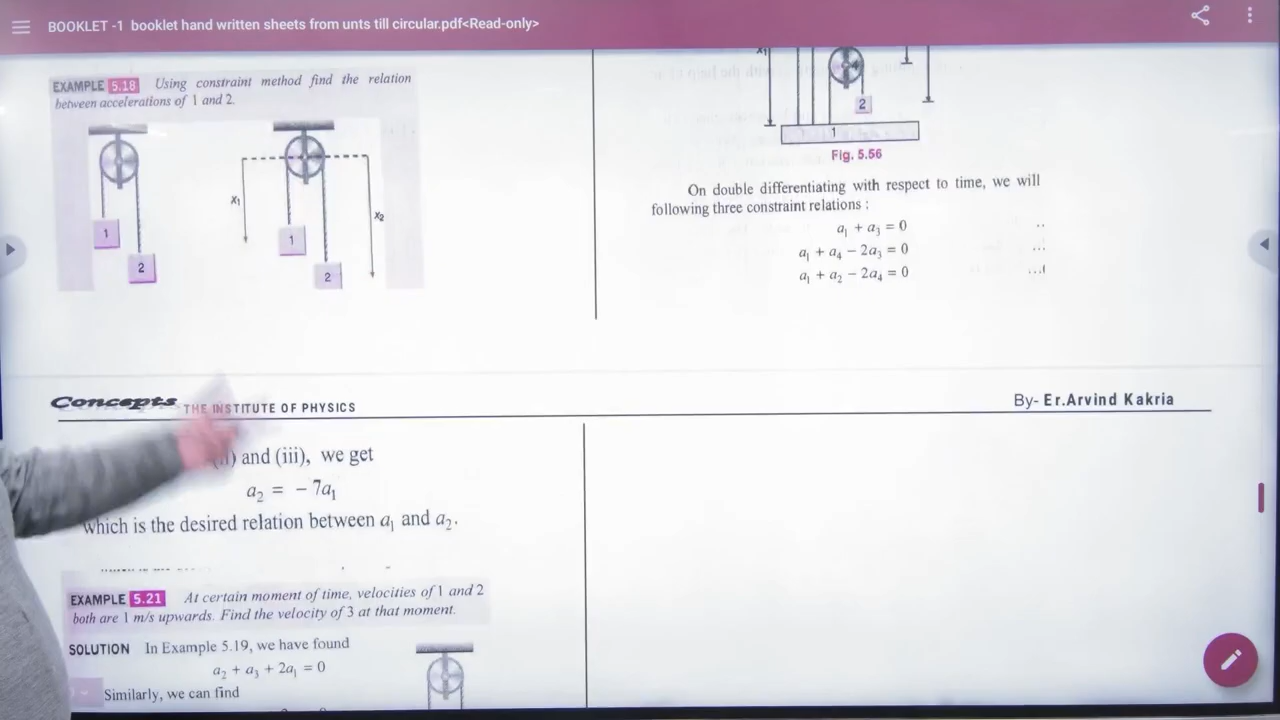 BOOKLET -1 booklet hand written sheets from unts till circular.pdf<Read-only>
EXAMPLE 5.18 Using constraint method find the relation
between accelerations of 1 and 2.
1
2
x1
1
2
x2
x1
2
1
Fig. 5.56
On double differentiating with respect to time, we will
following three constraint relations :
a1 + a3 = 0
a1 + a4 − 2a3 = 0
a1 + a2 − 2a4 = 0
Concepts THE INSTITUTE OF PHYSICS
By- Er.Arvind Kakria
and (iii), we get
a2 = − 7a1
which is the desired relation between a1 and a2.
EXAMPLE 5.21 At certain moment of time, velocities of 1 and 2
both are 1 m/s upwards. Find the velocity of 3 at that moment.
SOLUTION In Example 5.19, we have found
a2 + a3 + 2a1 = 0
Similarly, we can find